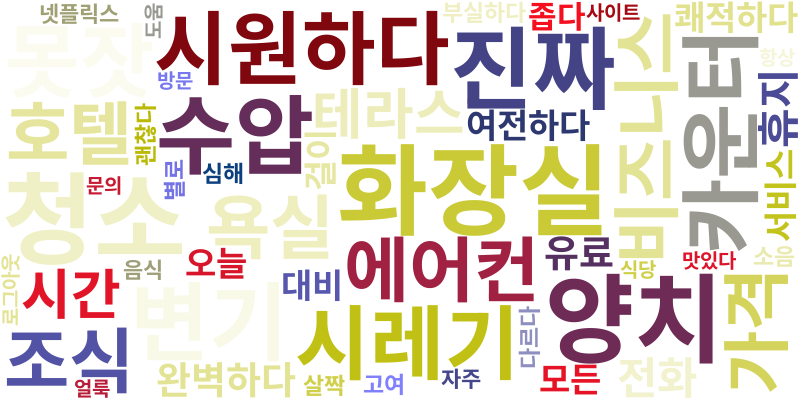 넷플릭스
도움
시원하다
부실하다
좁다
사이트
쾌적하다
돗자
방문
진짜
비즈니스
카운터
항상
휴지
호텔
괜찮다
수압
테라스
여전하다
별로
심해
걸이
문의
청소
욕실
화장실
서비스
로그아웃
시간
음식
오늘
대비
에어컨
유료
식당
맛있다
소음
변기
시레기
양치
가격
다르다
조식
얼룩
완벽하다
살짝
고여
자주
모든
전화